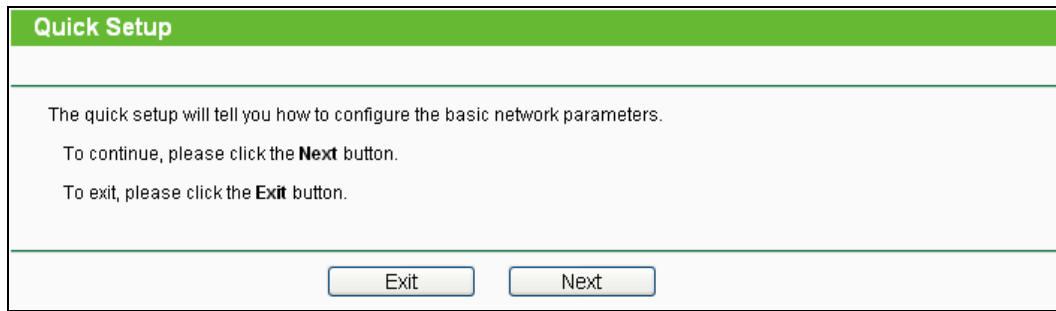 Quick Setup
The quick setup will tell you how to configure the basic network parameters.
To continue, please click the Next button.
To exit, please click the Exit button.
Exit Next